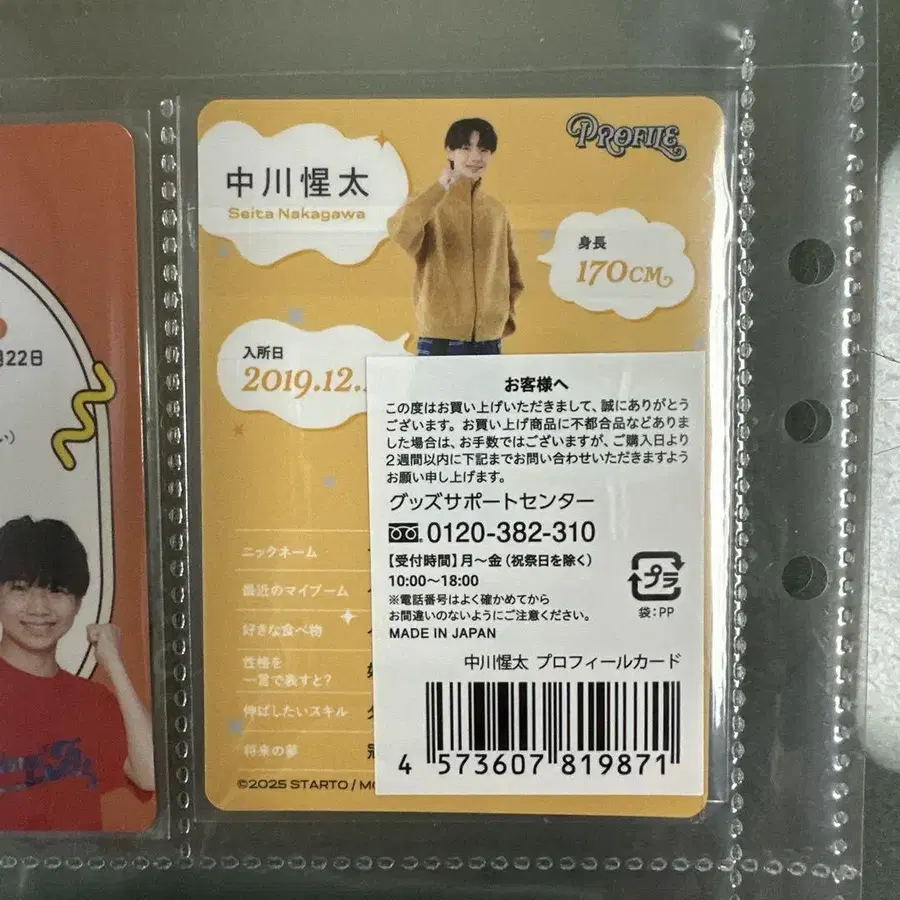 PROFILE
中川惺太
Seita Nakagawa
身長
170CM
入所日
2019.12.
月22日
い）
お客様へ
この度はお買い上げいただきまして、誠にありがとう
ございます。お買い上げ商品に不都合品などありま
した場合は、お手数ではございますが、ご購入日より
2週間以内に下記までお問い合わせいただきますよう
お願い申し上げます。
グッズサポートセンター
0120-382-310
【受付時間】月〜金（祝祭日を除く）
10:00〜18:00
※電話番号はよく確かめてから
お間違いのないようにご注意ください。
MADE IN JAPAN
プラ
袋:PP
中川惺太 プロフィールカード
4 573607 819871
ニックネーム
最近のマイブーム
好きな食べ物
性格を
一言で表すと?
伸ばしたいスキル
将来の夢
©2025 STARTO /